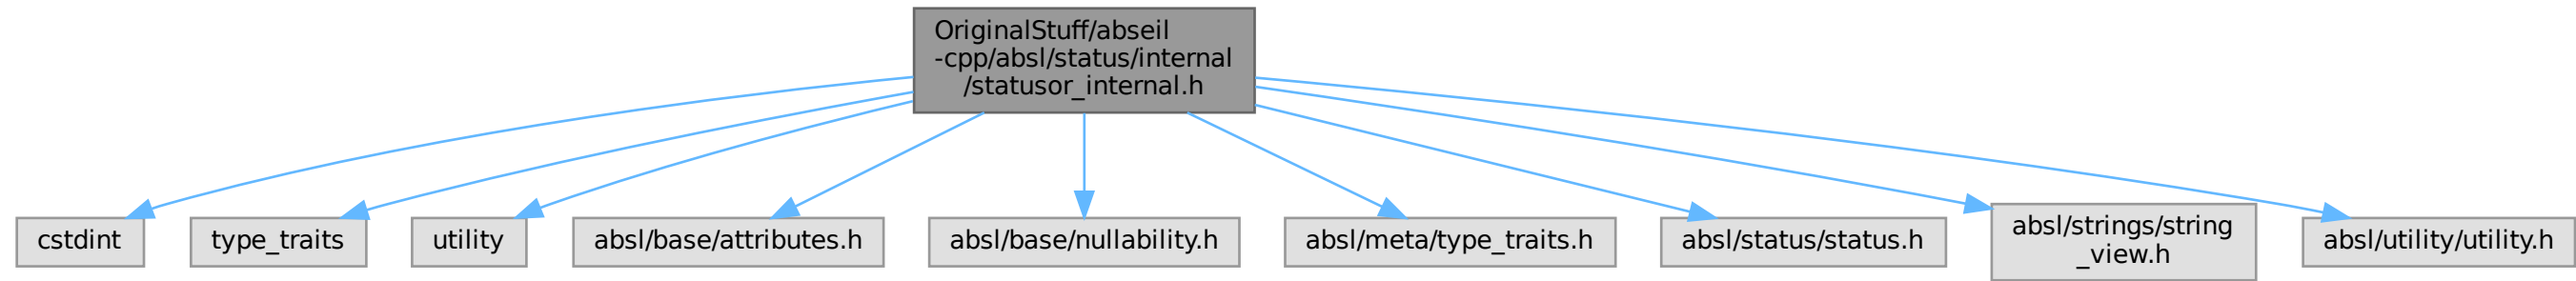 OriginalStuff/abseil
-cpp/absl/status/internal
/statusor_internal.h
cstdint
type_traits
utility
absl/base/attributes.h
absl/base/nullability.h
absl/meta/type_traits.h
absl/status/status.h
absl/strings/string
_view.h
absl/utility/utility.h